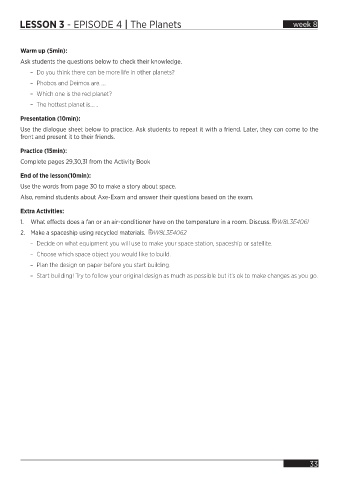 LESSON 3 - EPISODE 4 | The Planets
week 8
Warm up (5min):
Ask students the questions below to check their knowledge.
- Do you think there can be more life in other planets?
- Phobos and Deimos are ...
- Which one is the red planet?
- The hottest planet is.....
Presentation (10min):
Use the dialogue sheet below to practice. Ask students to repeat it with a friend. Later, they can come to the
front and present it to their friends.
Practice (15min):
Complete pages 29,30,31 from the Activity Book
End of the lesson(10min):
Use the words from page 30 to make a story about space.
Also, remind students about Axe-Exam and answer their questions based on the exam.
Extra Activities:
1. What effects does a fan or an air-conditioner have on the temperature in a room. Discuss. W8L3E4061
2. Make a spaceship using recycled materials. W8L3E4062
- Decide on what equipment you will use to make your space station, spaceship or satellite.
- Choose which space object you would like to build.
- Plan the design on paper before you start building.
- Start building! Try to follow your original design as much as possible but it's ok to make changes as you go.
33